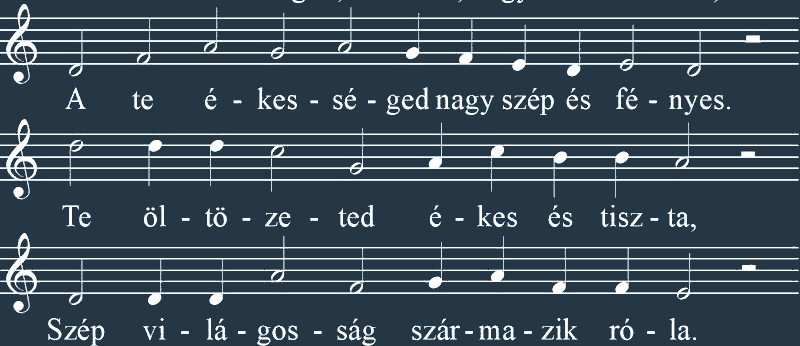 A te é - kes - sé - ged nagy szép és fé - nyes.
Te öl - tö - ze - ted é - kes és tisz - ta,
Szép vi - lá - gos - ság szár - ma - zik ró - la.